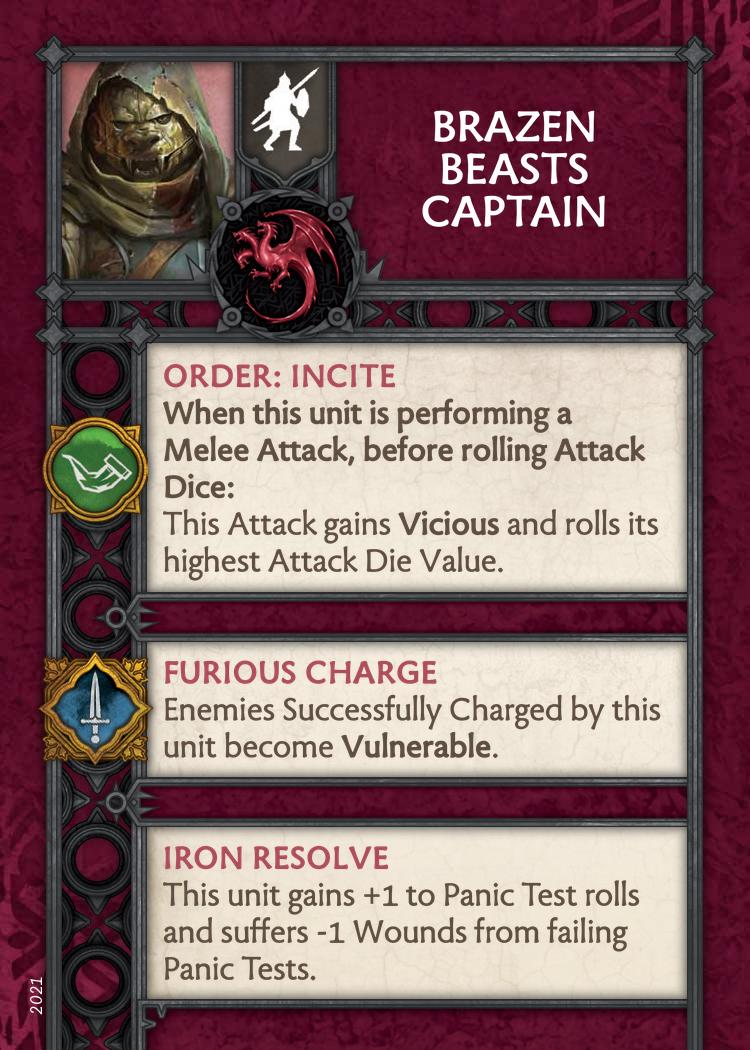 BRAZEN
BEASTS
CAPTAIN
ORDER: INCITE
When this unit is performing a
Melee Attack, before rolling Attack
Dice:
This Attack gains Vicious and rolls its
highest Attack Die Value.
FURIOUS CHARGE
Enemies Successfully Charged by this
unit become Vulnerable.
IRON RESOLVE
This unit gains +1 to Panic Test rolls
and suffers -1 Wounds from failing
Panic Tests.
2021